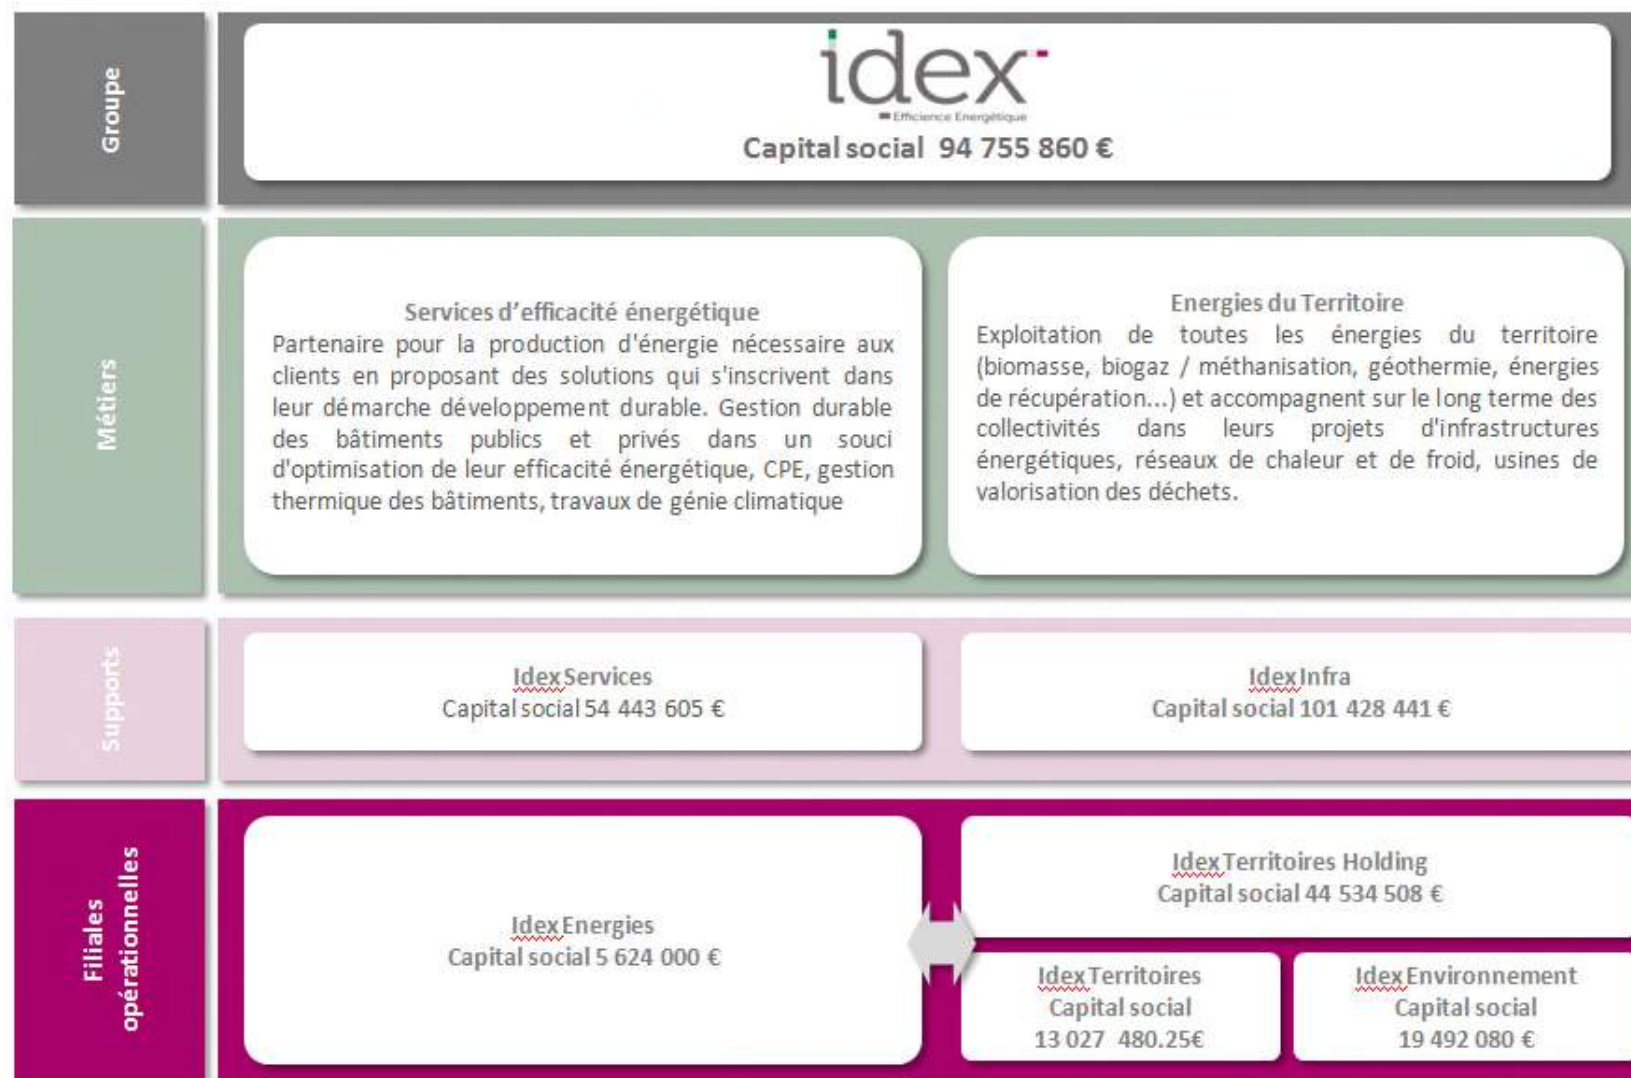 Groupe
idex
Efficience Energétique
Capital social 94 755 860 €
Métiers
Services d'efficacité énergétique
Partenaire pour la production d'énergie nécessaire aux
clients en proposant des solutions qui s'inscrivent dans
leur démarche développement durable. Gestion durable
des bâtiments publics et privés dans un souci
d'optimisation de leur efficacité énergétique, CPE, gestion
thermique des bâtiments, travaux de génie climatique
Energies du Territoire
Exploitation de toutes les énergies du territoire
(biomasse, biogaz / méthanisation, géothermie, énergies
de récupération...) et accompagnent sur le long terme des
collectivités dans leurs projets d'infrastructures
énergétiques, réseaux de chaleur et de froid, usines de
valorisation des déchets.
Supports
Idex Services
Capital social 54 443 605 €
Idex Infra
Capital social 101 428 441 €
Filiales
opérationnelles
Idex Energies
Capital social 5 624 000 €
Idex Territoires Holding
Capital social 44 534 508 €
Idex Territoires
Capital social
13 027 480.25€
Idex Environnement
Capital social
19 492 080 €